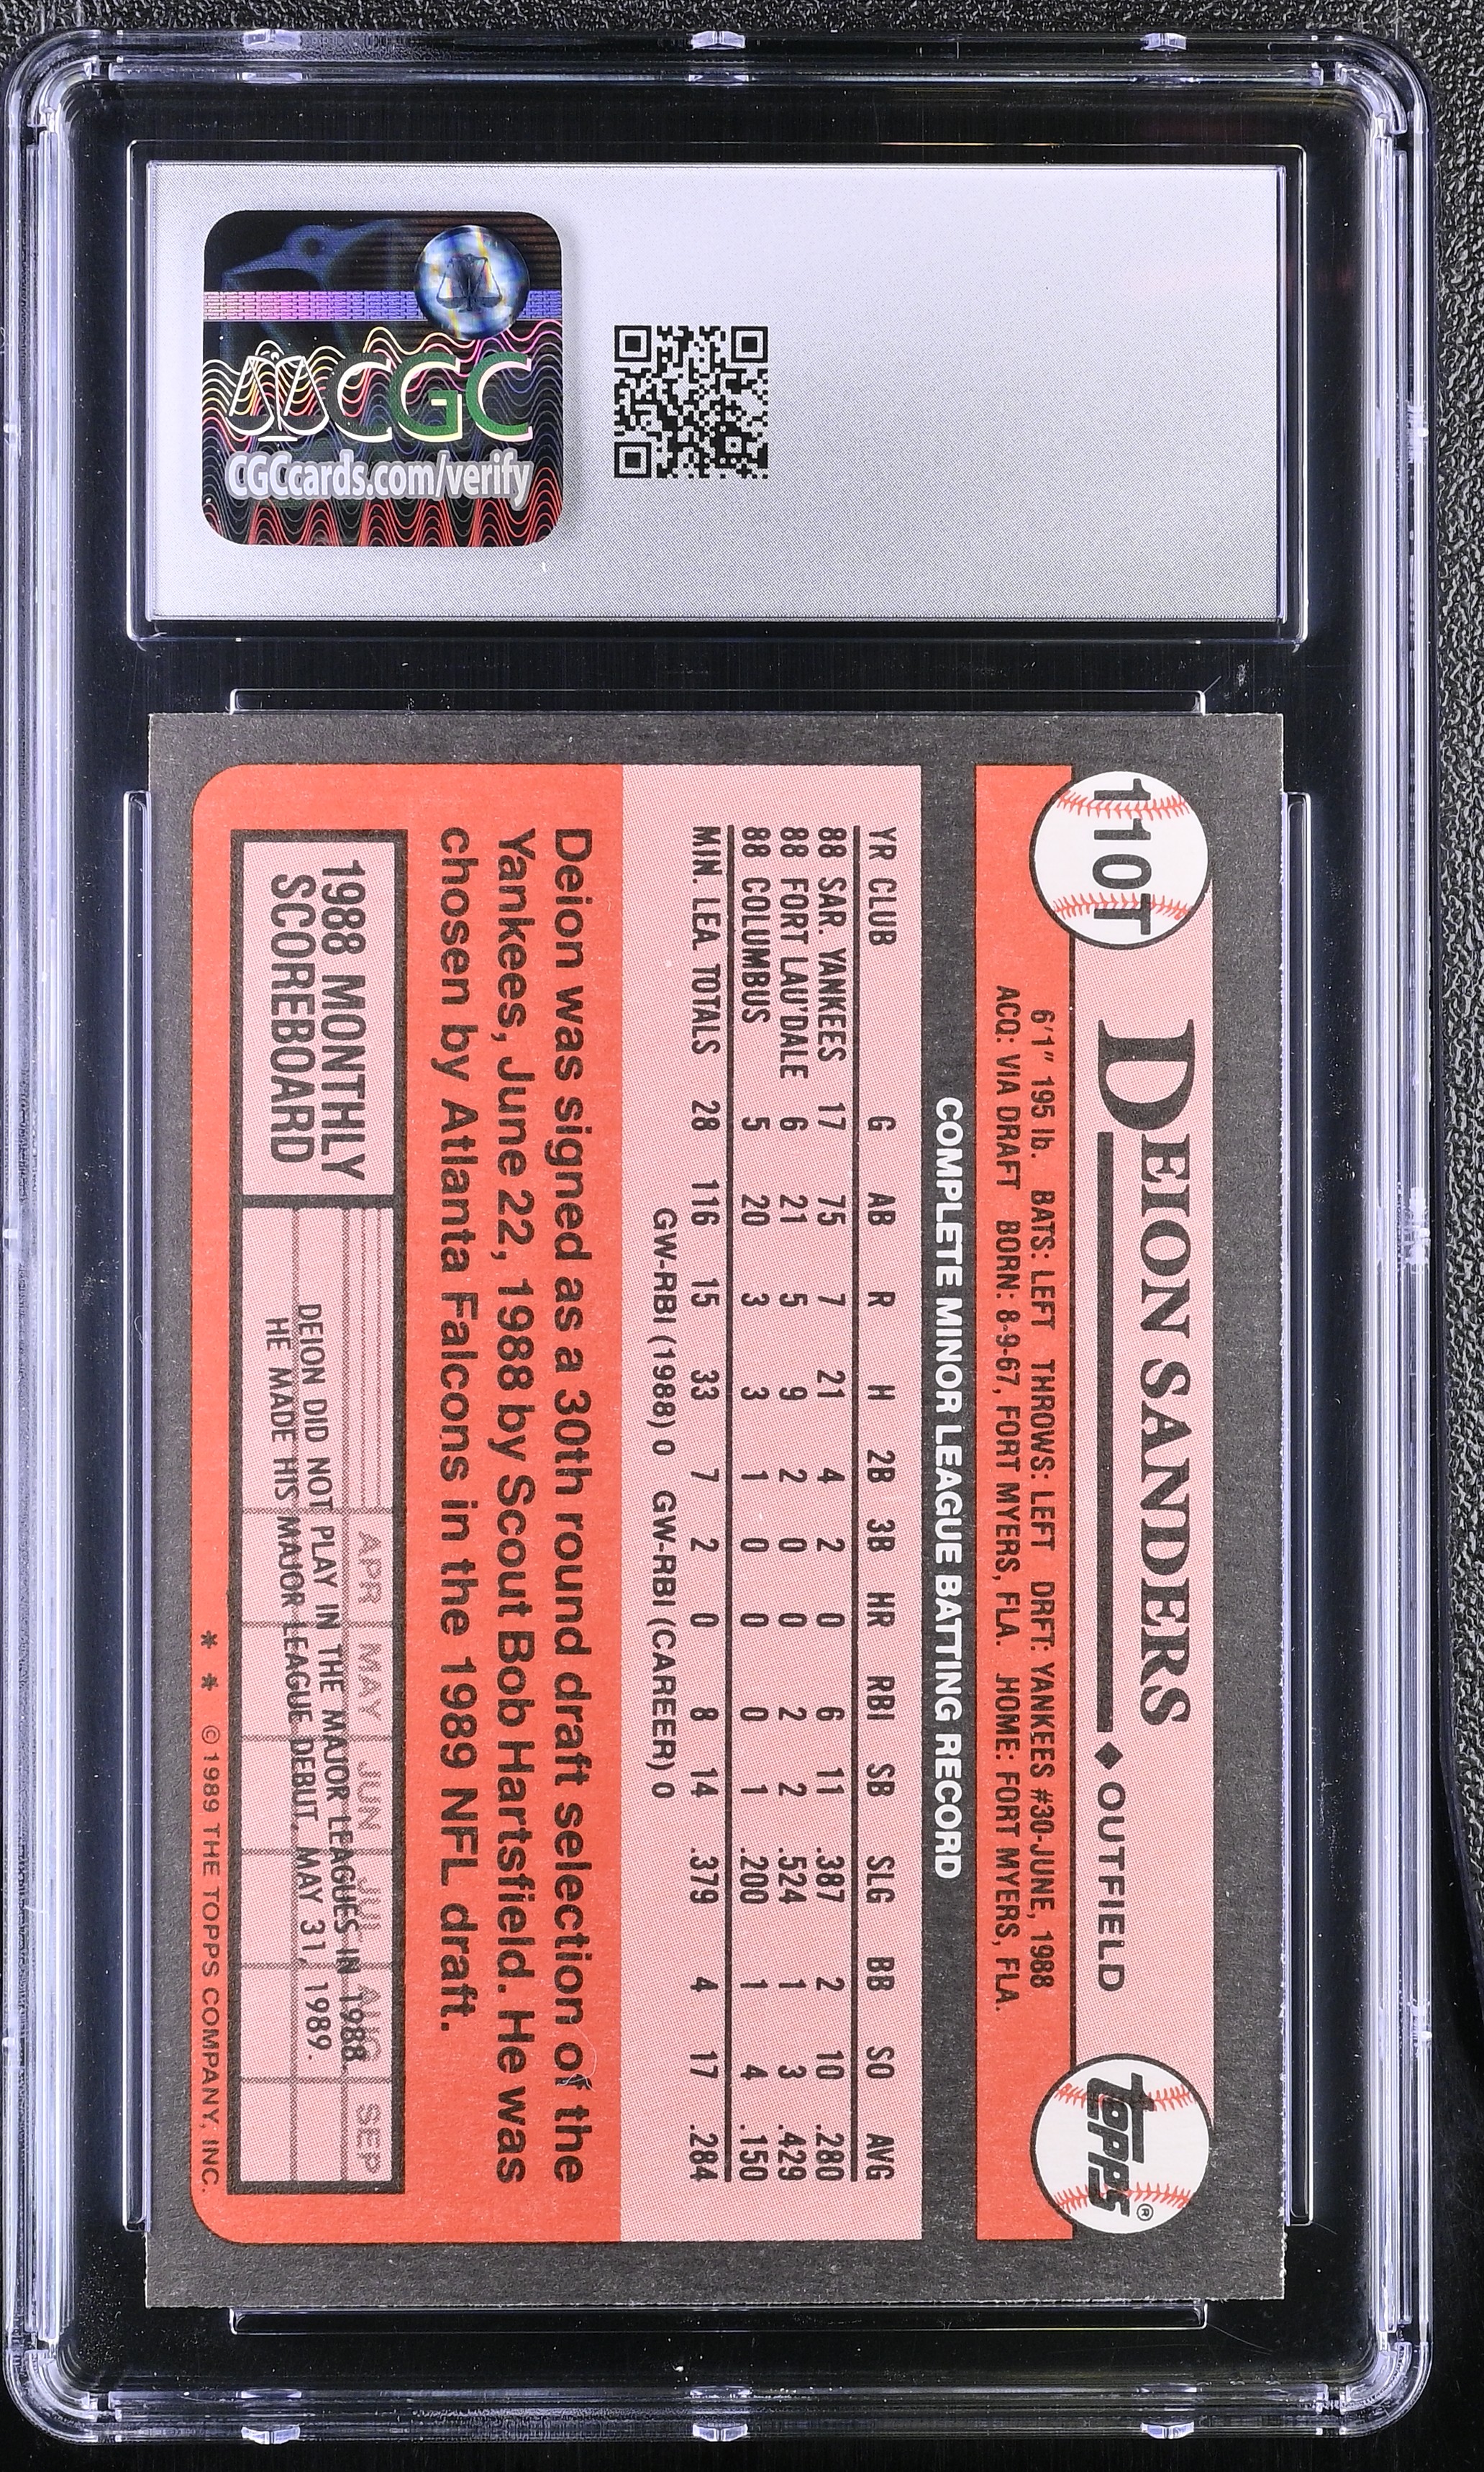 CGC
CGCcards.com/verify
110T
DEION SANDERS ◆ OUTFIELD
topps®
6'1" 195 lb. BATS: LEFT THROWS: LEFT DRFT: YANKEES #30-JUNE, 1988
ACQ: VIA DRAFT BORN: 8-9-67, FORT MYERS, FLA. HOME: FORT MYERS, FLA.
COMPLETE MINOR LEAGUE BATTING RECORD
YR CLUB G AB R H 2B 3B HR RBI SB SLG BB SO AVG
88 SAR. YANKEES 17 75 7 21 4 2 0 6 11 .387 2 10 .280
88 FORT LAU'DALE 6 21 5 9 2 0 0 2 2 .524 1 3 .429
88 COLUMBUS 5 20 3 3 1 0 0 0 1 .200 1 4 .150
MIN. LEA. TOTALS 28 116 15 33 7 2 0 8 14 .379 4 17 .284
GW-RBI (1988) 0 GW-RBI (CAREER) 0
Deion was signed as a 30th round draft selection of the
Yankees, June 22, 1988 by Scout Bob Hartsfield. He was
chosen by Atlanta Falcons in the 1989 NFL draft.
1988 MONTHLY
SCOREBOARD
APR MAY JUN JUL AUG SEP
DEION DID NOT PLAY IN THE MAJOR LEAGUES IN 1988.
HE MADE HIS MAJOR LEAGUE DEBUT, MAY 31, 1989.
* * © 1989 THE TOPPS COMPANY, INC.